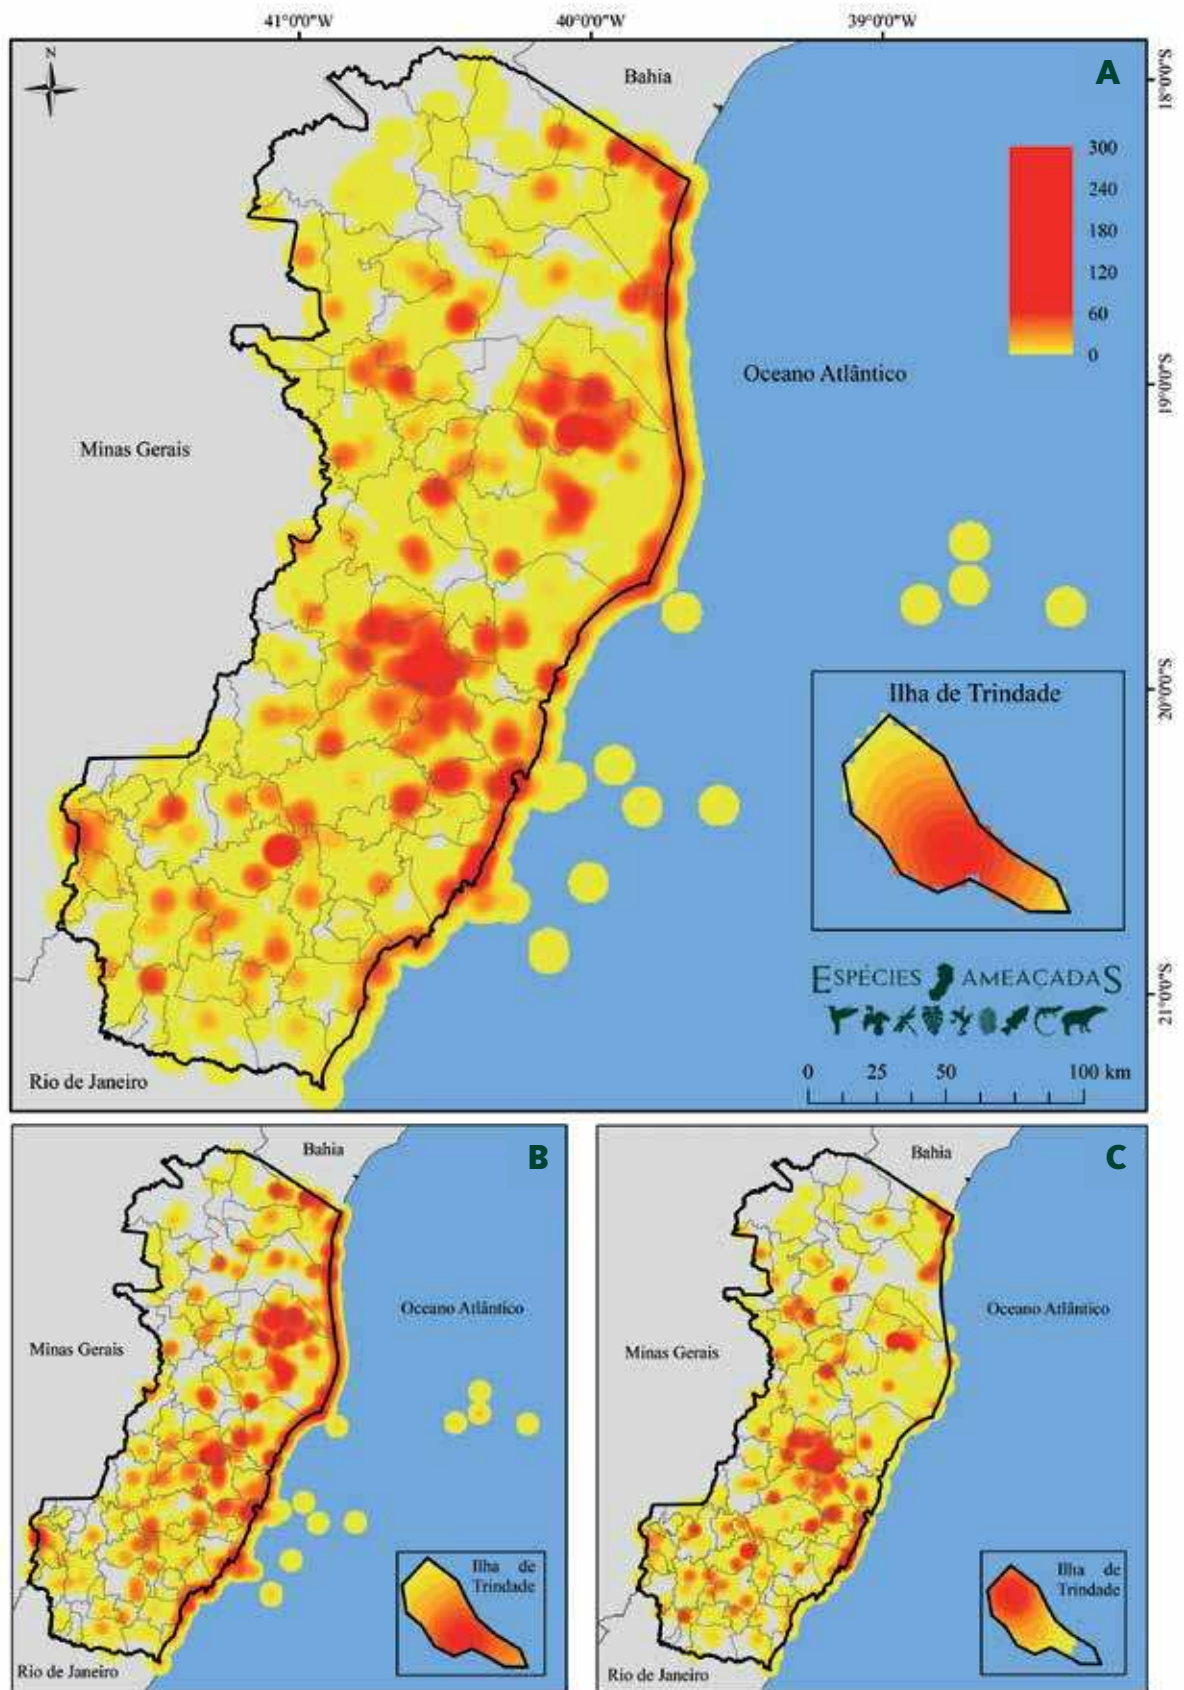 41°0'0"W 40°0'0"W 39°0'0"W
N
Bahia
A
18°0'0"S
300
240
180
120
60
0
Oceano Atlântico
19°0'0"S
Minas Gerais
20°0'0"S
Ilha de Trindade
ESPÉCIES AMEAÇADAS
21°0'0"S
0 25 50 100 km
Rio de Janeiro
Bahia
B
Oceano Atlântico
Minas Gerais
Ilha de
Trindade
Rio de Janeiro
Bahia
C
Oceano Atlântico
Minas Gerais
Ilha de
Trindade
Rio de Janeiro